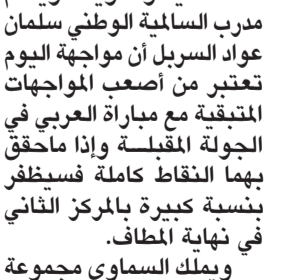 مدرب السالمية الوطني سلمان
عواد السربل أن مواجهة اليوم
تعتبر من أصعب المواجهات
المتبقية مع مباراة العربي في
الجولة المقبلة وإذا ماحقق
بهما النقاط كاملة فسيظفر
بنسبة كبيرة بالمركز الثاني
في نهاية المطاف.
ويملك السماوي مجموعة